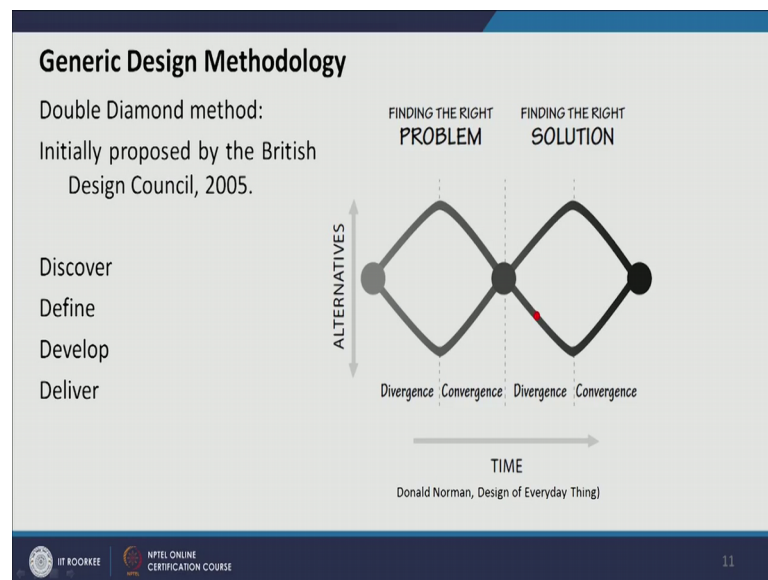 Generic Design Methodology
Double Diamond method:
Initially proposed by the British
Design Council, 2005.
Discover
Define
Develop
Deliver
FINDING THE RIGHT
PROBLEM
FINDING THE RIGHT
SOLUTION
ALTERNATIVES
Divergence Convergence Divergence Convergence
TIME
Donald Norman, Design of Everyday Thing)
IIT ROORKEE
NPTEL ONLINE
CERTIFICATION COURSE
11